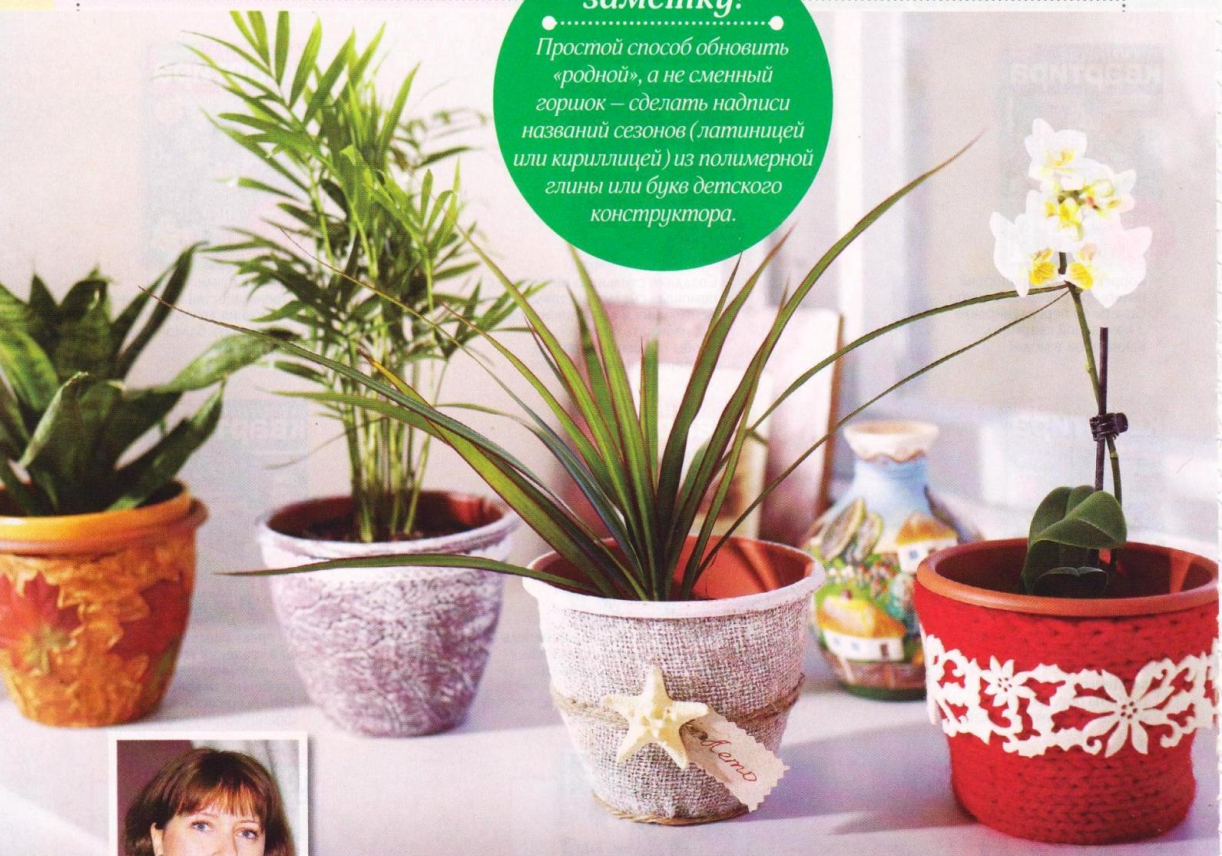 заметку!
Простой способ обновить
«родной», а не сменный
горшок – сделать надписи
названий сезонов (латиницей
или кириллицей) из полимерной
глины или букв детского
конструктора.
Лето